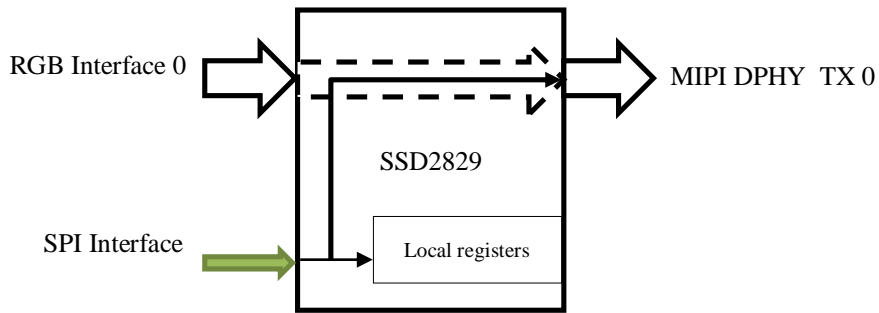 RGB Interface 0
MIPI DPHY TX 0
SSD2829
SPI Interface
Local registers